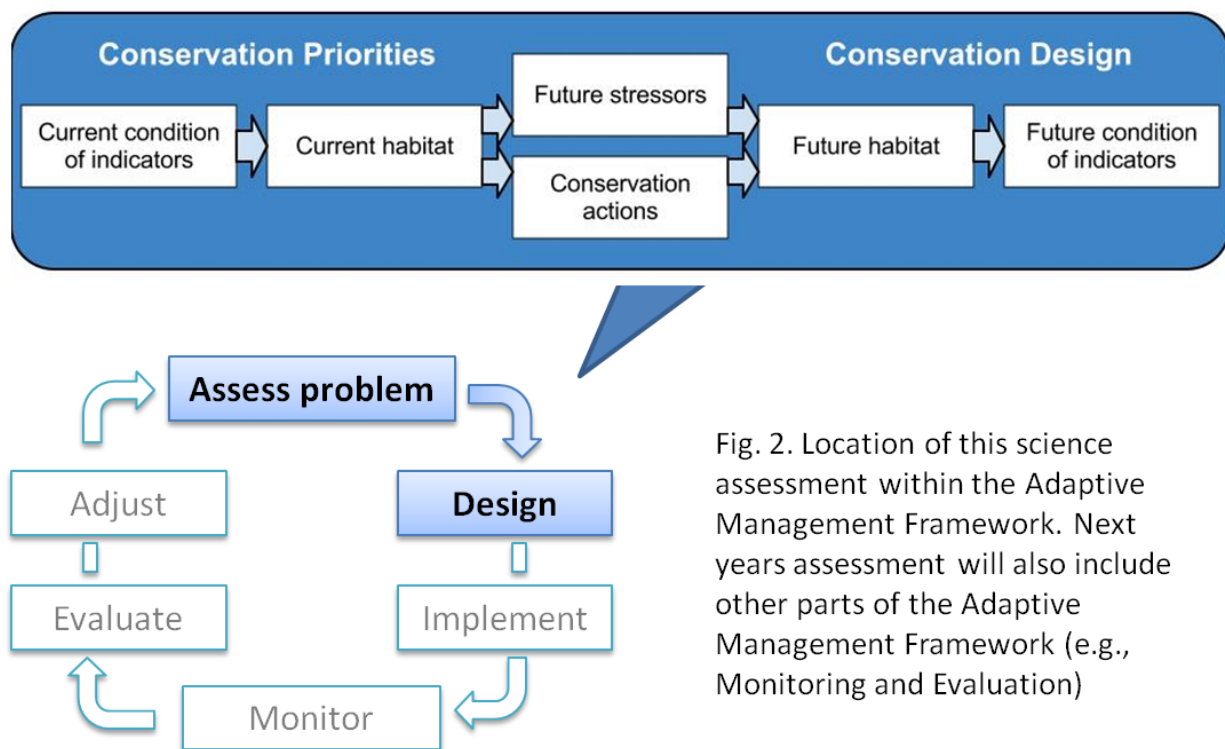 Conservation Priorities
Conservation Design
Current condition
of indicators
Current habitat
Future stressors
Conservation
actions
Future habitat
Future condition
of indicators
Assess problem
Design
Implement
Monitor
Evaluate
Adjust
Fig. 2. Location of this science
assessment within the Adaptive
Management Framework. Next
years assessment will also include
other parts of the Adaptive
Management Framework (e.g.,
Monitoring and Evaluation)